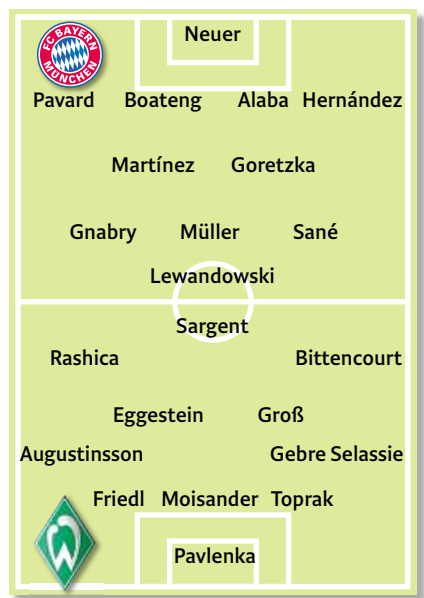 FC BAYERN
MÜNCHEN
Neuer
Pavard Boateng Alaba Hernández
Martínez Goretzka
Gnabry Müller Sané
Lewandowski
Sargent
Rashica Bittencourt
Eggestein Groß
Augustinsson Gebre Selassie
Friedl Moisander Toprak
W
Pavlenka